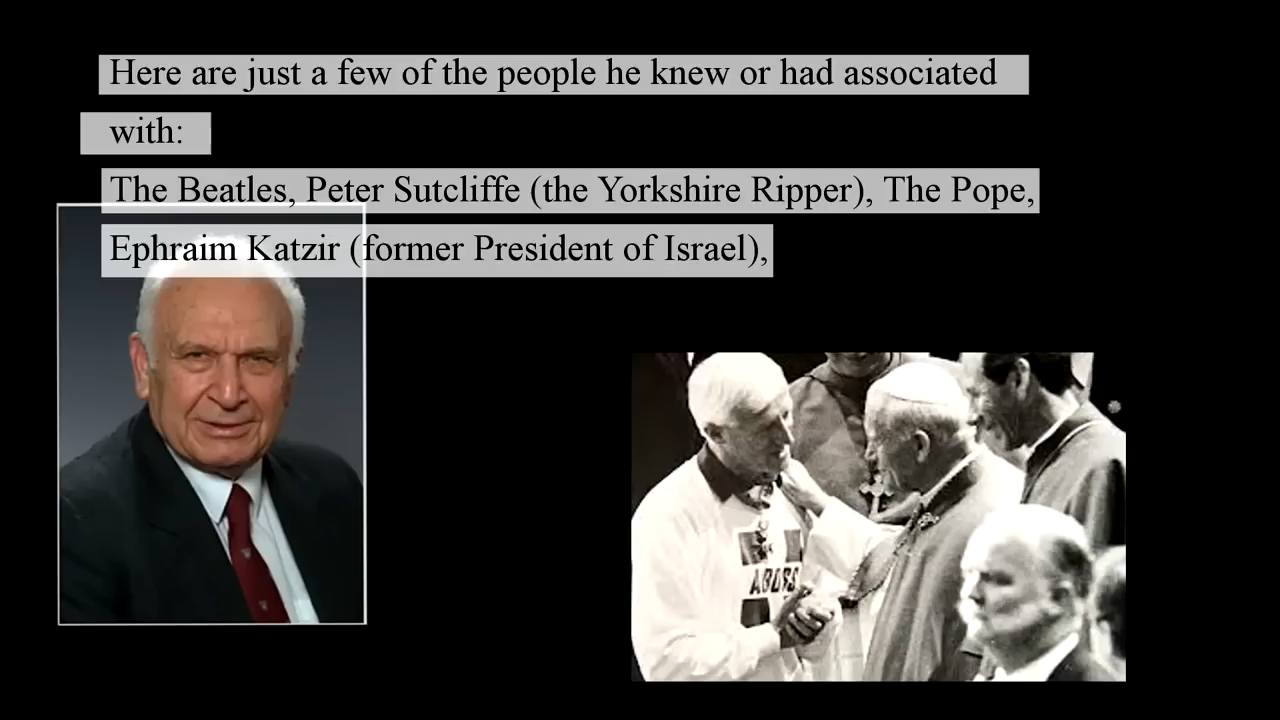 Here are just a few of the people he knew or had associated
with:
The Beatles, Peter Sutcliffe (the Yorkshire Ripper), The Pope,
Ephraim Katzir (former President of Israel),